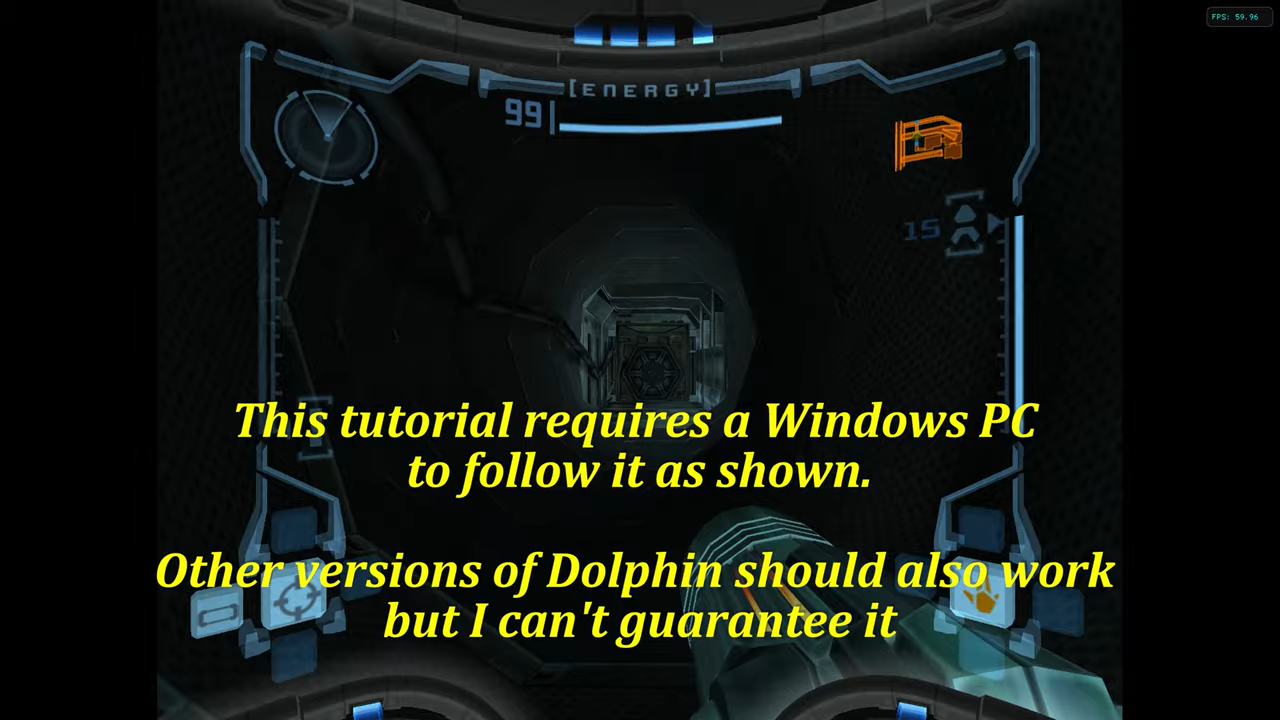 FPS: 59.96
[ENERGY]
99
15
This tutorial requires a Windows PC
to follow it as shown.
Other versions of Dolphin should also work
but I can't guarantee it